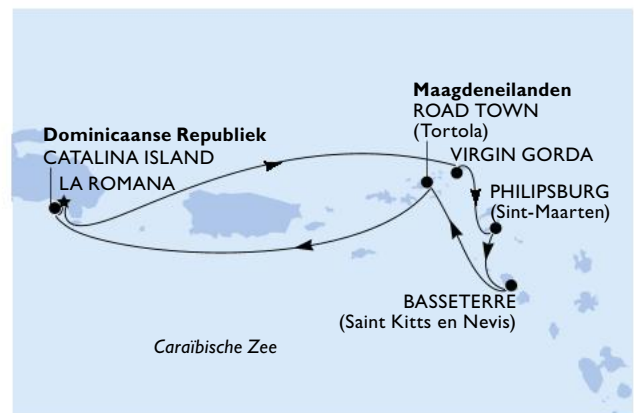 Maagdeneilanden
ROAD TOWN
(Tortola)
VIRGIN GORDA
Dominicaanse Republiek
CATALINA ISLAND
LA ROMANA
PHILIPSBURG
(Sint-Maarten)
BASSETERRE
(Saint Kitts en Nevis)
Caraïbische Zee